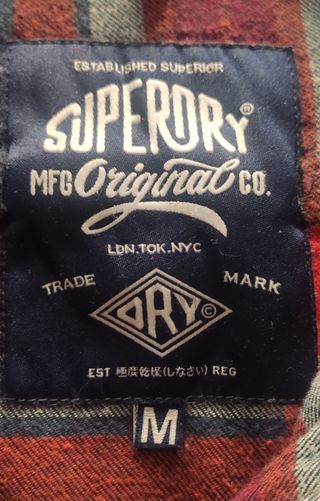 ESTABLISHED SUPERIOR
SUPERDRY®
MFG Original CO.
LDN.TOK.NYC
TRADE MARK
DRY©
EST 極度乾燥(しなさい) REG
M